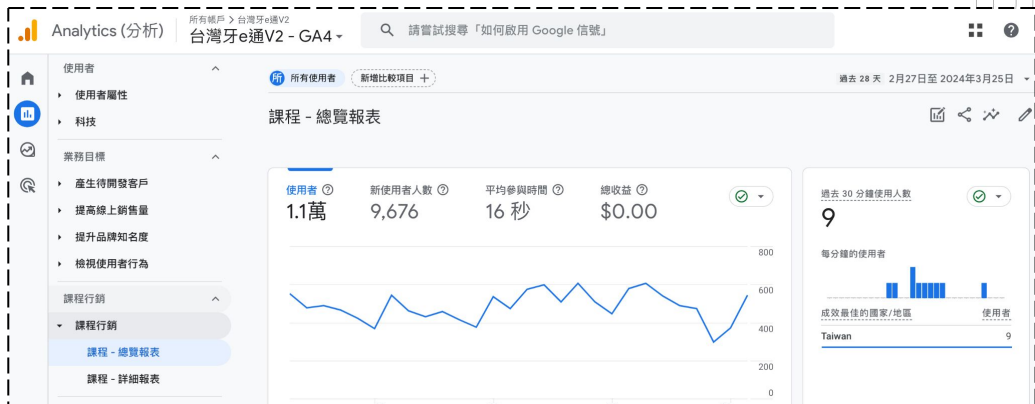 Analytics (分析)
所有帳戶 > 台灣牙e通V2
台灣牙e通V2 - GA4
請嘗試搜尋「如何啟用 Google 信號」
使用者
使用者屬性
科技
業務目標
產生待開發客戶
提高線上銷售量
提升品牌知名度
檢視使用者行為
課程行銷
課程行銷
課程 - 總覽報表
課程 - 詳細報表
所 所有使用者
新增比較項目 +
過去 28 天 2月27日至 2024年3月25日
課程 - 總覽報表
使用者 新使用者人數 平均參與時間 總收益
1.1萬 9,676 16 秒 $0.00
800
600
400
200
0
過去 30 分鐘使用人數
9
每分鐘的使用者
成效最佳的國家/地區 使用者
Taiwan 9